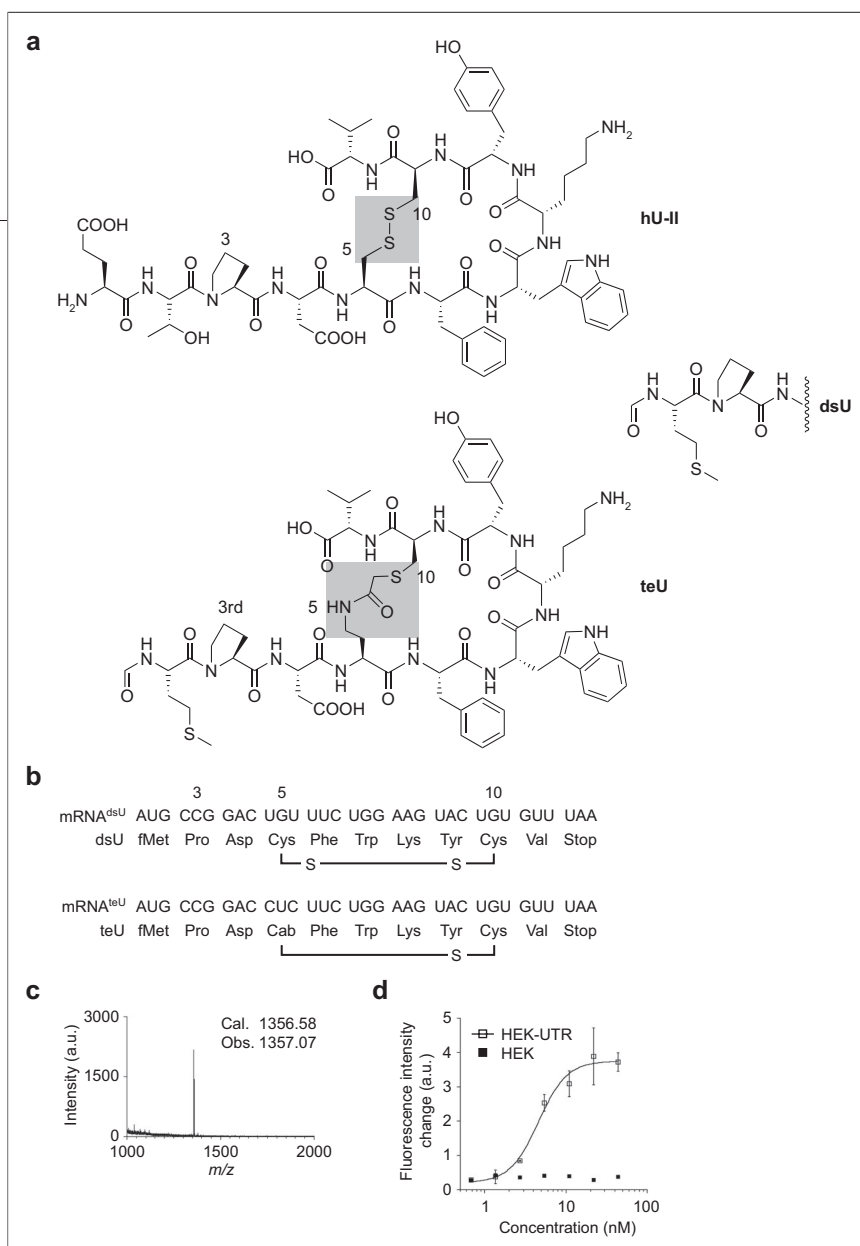 a
HO
O H O NH₂
HO N N NH
O H O O O hU-II
S 10 NH
COOH 5 S O
3 NH
H O O H O H O H O
N N N N N N
H₂N O H O O H O H
OH COOH
H O H
N N N
O O dsU
S
HO
O H O NH₂
HO N N NH
O H O O O teU
S 10 NH
HN O O
5
3rd NH
H O H O H O H O
N N N N N N
O O O H O H O H
COOH
S
b
3 5 10
mRNAdsU AUG CCG GAC UGU UUC UGG AAG UAC UGU GUU UAA
dsU fMet Pro Asp Cys Phe Trp Lys Tyr Cys Val Stop
S S
mRNAteU AUG CCG GAC CUC UUC UGG AAG UAC UGU GUU UAA
teU fMet Pro Asp Cab Phe Trp Lys Tyr Cys Val Stop
S
c
3000
1500
0
Intensity (a.u.)
Cal. 1356.58
Obs. 1357.07
1000 1500 2000
m/z
d
5
4
3
2
1
0
Fluorescence intensity
change (a.u.)
HEK-UTR
HEK
1 10 100
Concentration (nM)